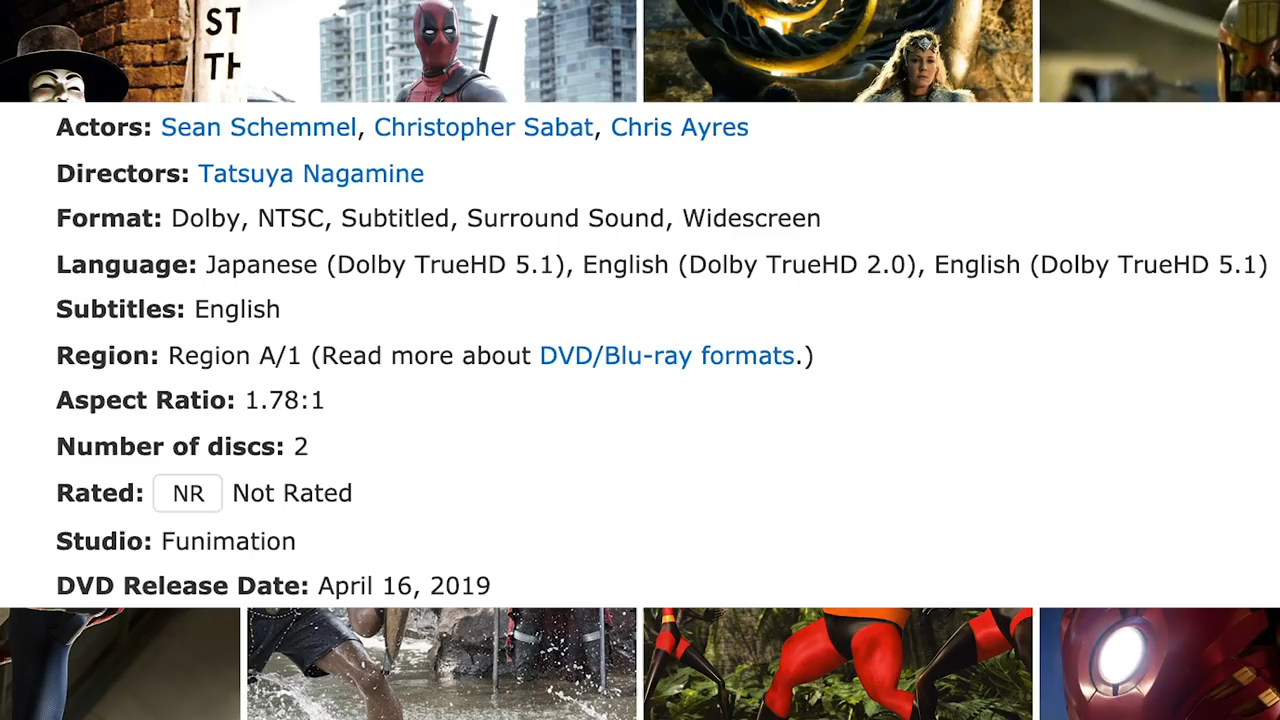 ST
TH
Actors: Sean Schemmel, Christopher Sabat, Chris Ayres
Directors: Tatsuya Nagamine
Format: Dolby, NTSC, Subtitled, Surround Sound, Widescreen
Language: Japanese (Dolby TrueHD 5.1), English (Dolby TrueHD 2.0), English (Dolby TrueHD 5.1)
Subtitles: English
Region: Region A/1 (Read more about DVD/Blu-ray formats.)
Aspect Ratio: 1.78:1
Number of discs: 2
Rated: NR Not Rated
Studio: Funimation
DVD Release Date: April 16, 2019